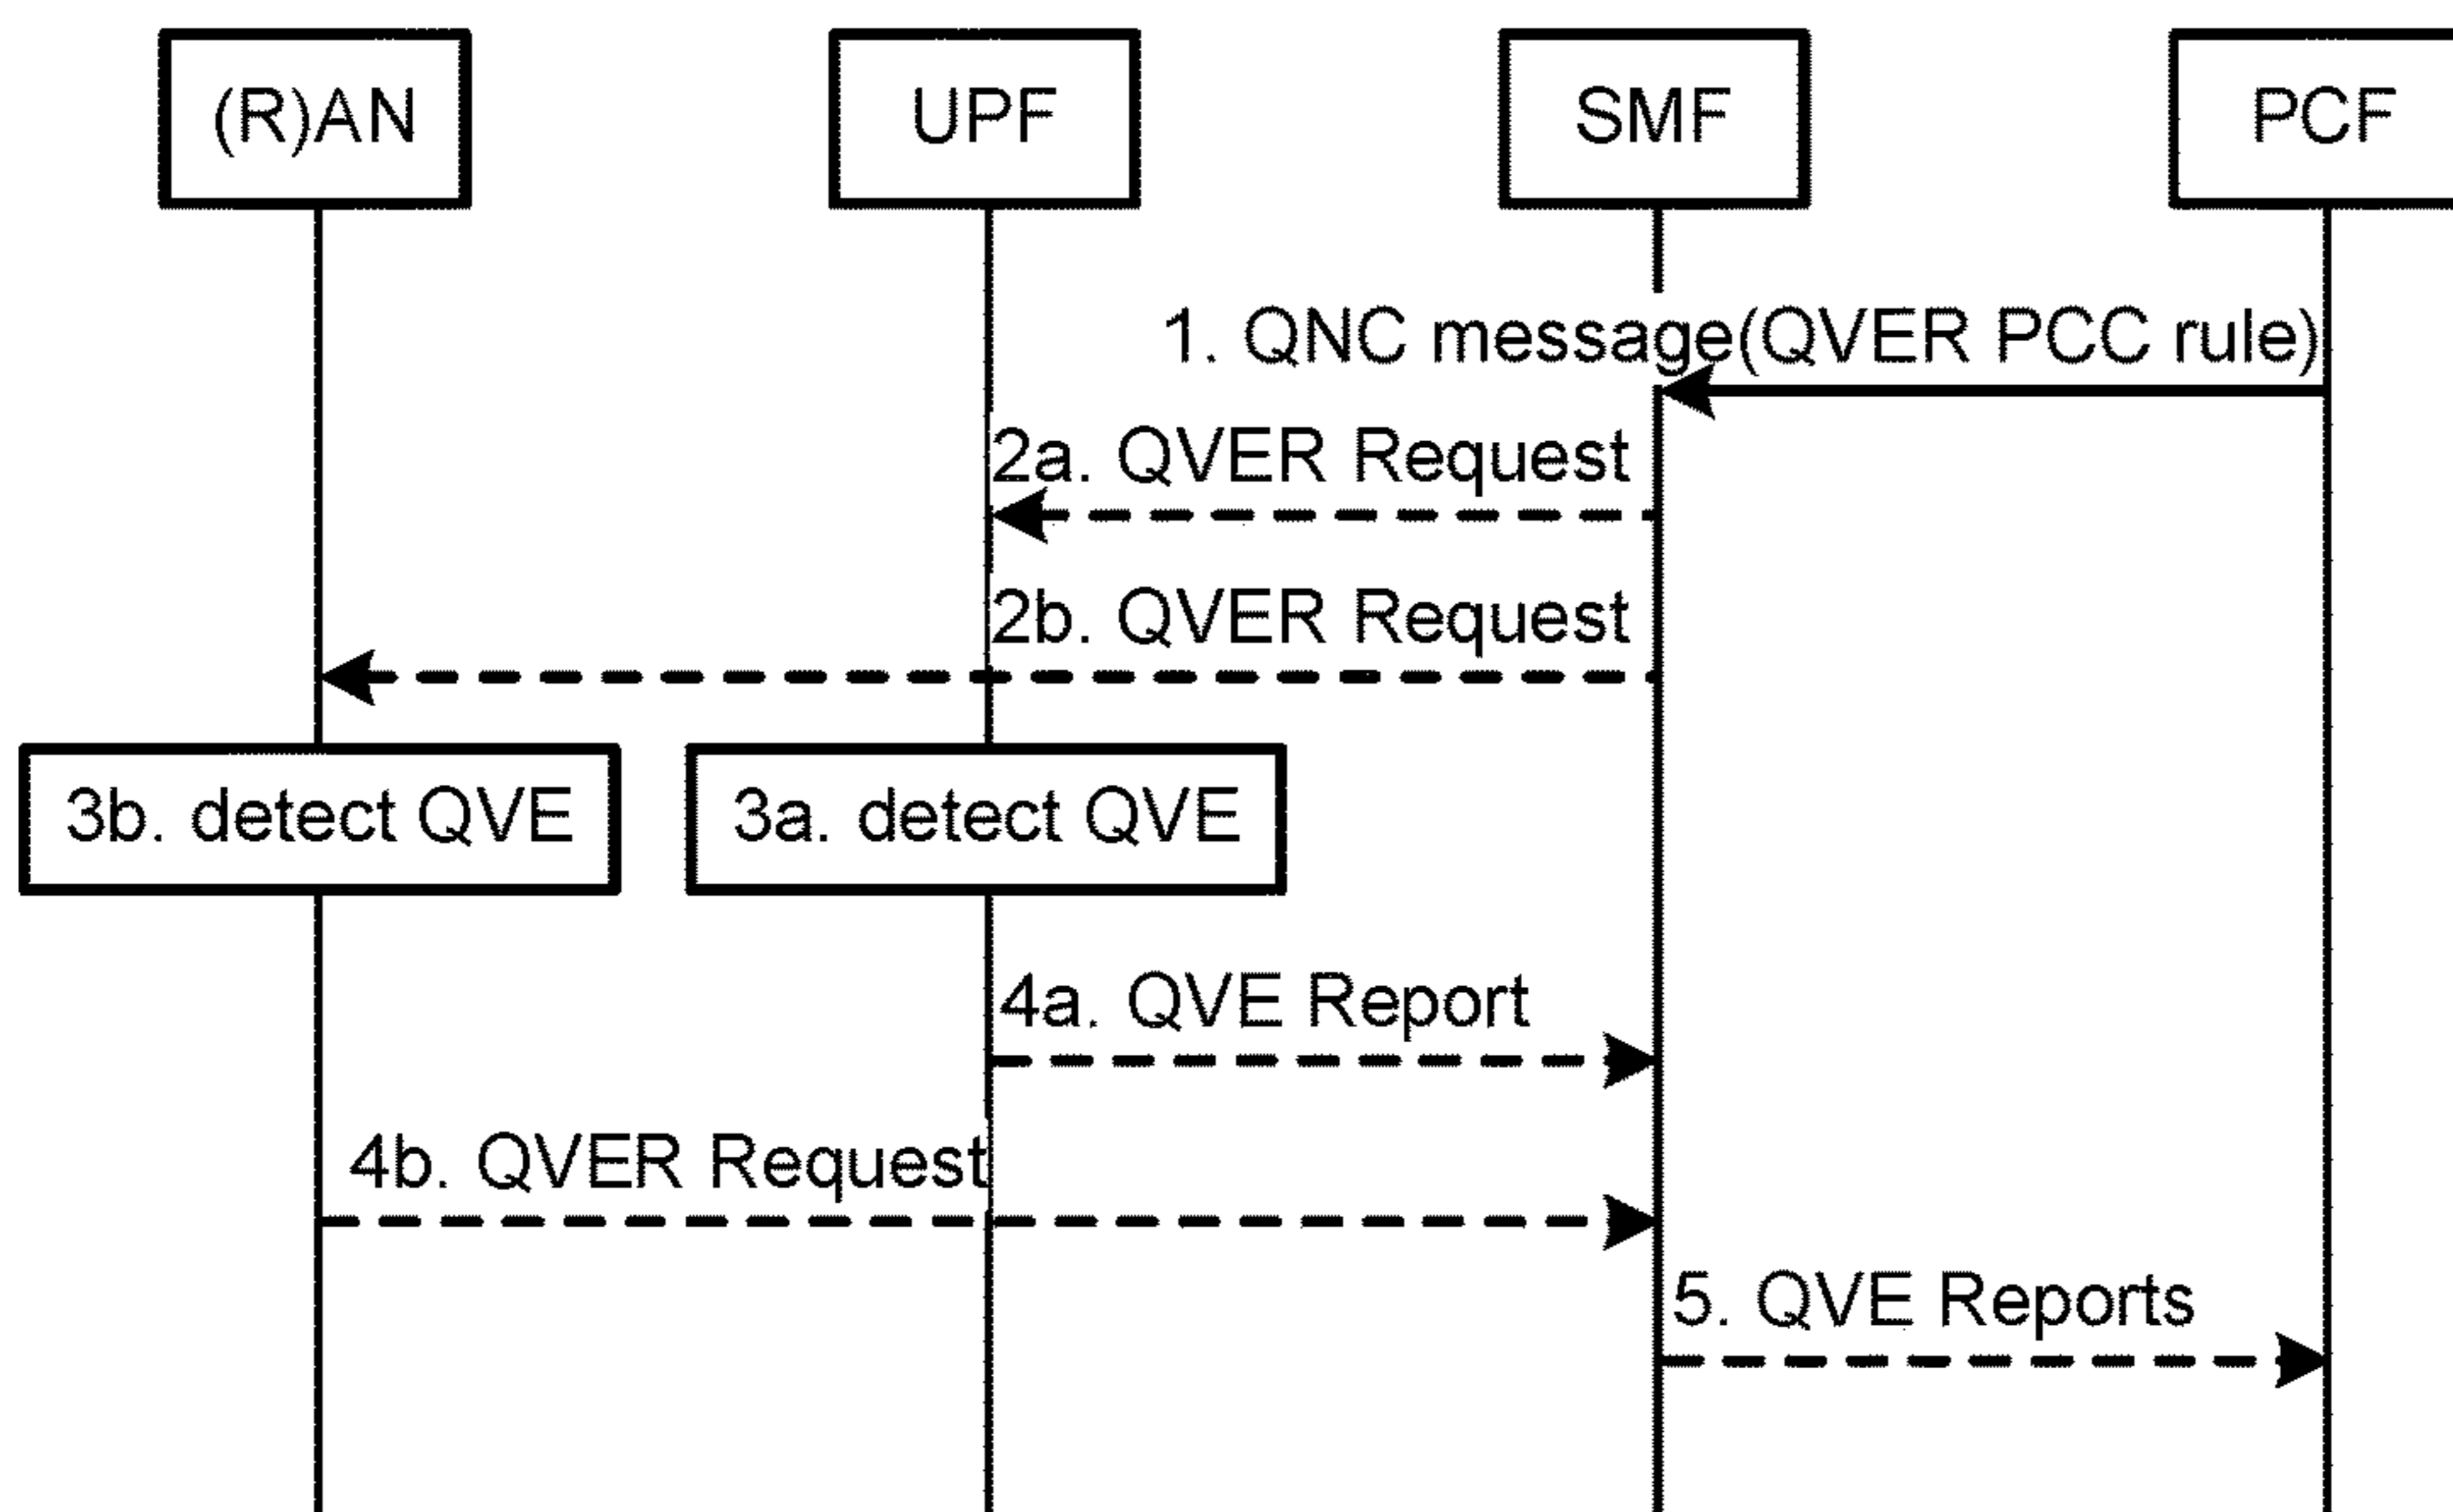 (R)AN
UPF
SMF
PCF
1. QNC message(QVER PCC rule)
2a. QVER Request
2b. QVER Request
3b. detect QVE
3a. detect QVE
4a. QVE Report
4b. QVER Request
5. QVE Reports